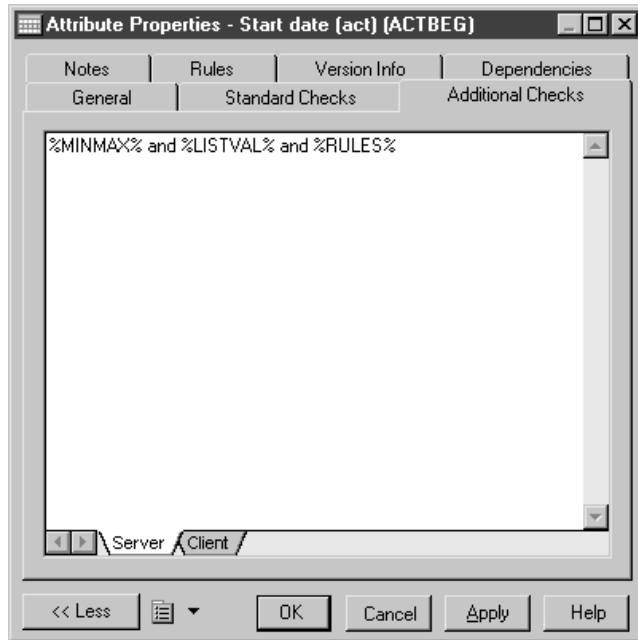 Attribute Properties - Start date (act) (ACTBEG)
Notes Rules Version Info Dependencies
General Standard Checks Additional Checks
%MINMAX% and %LISTVAL% and %RULES%
Server Client
<< Less OK Cancel Apply Help